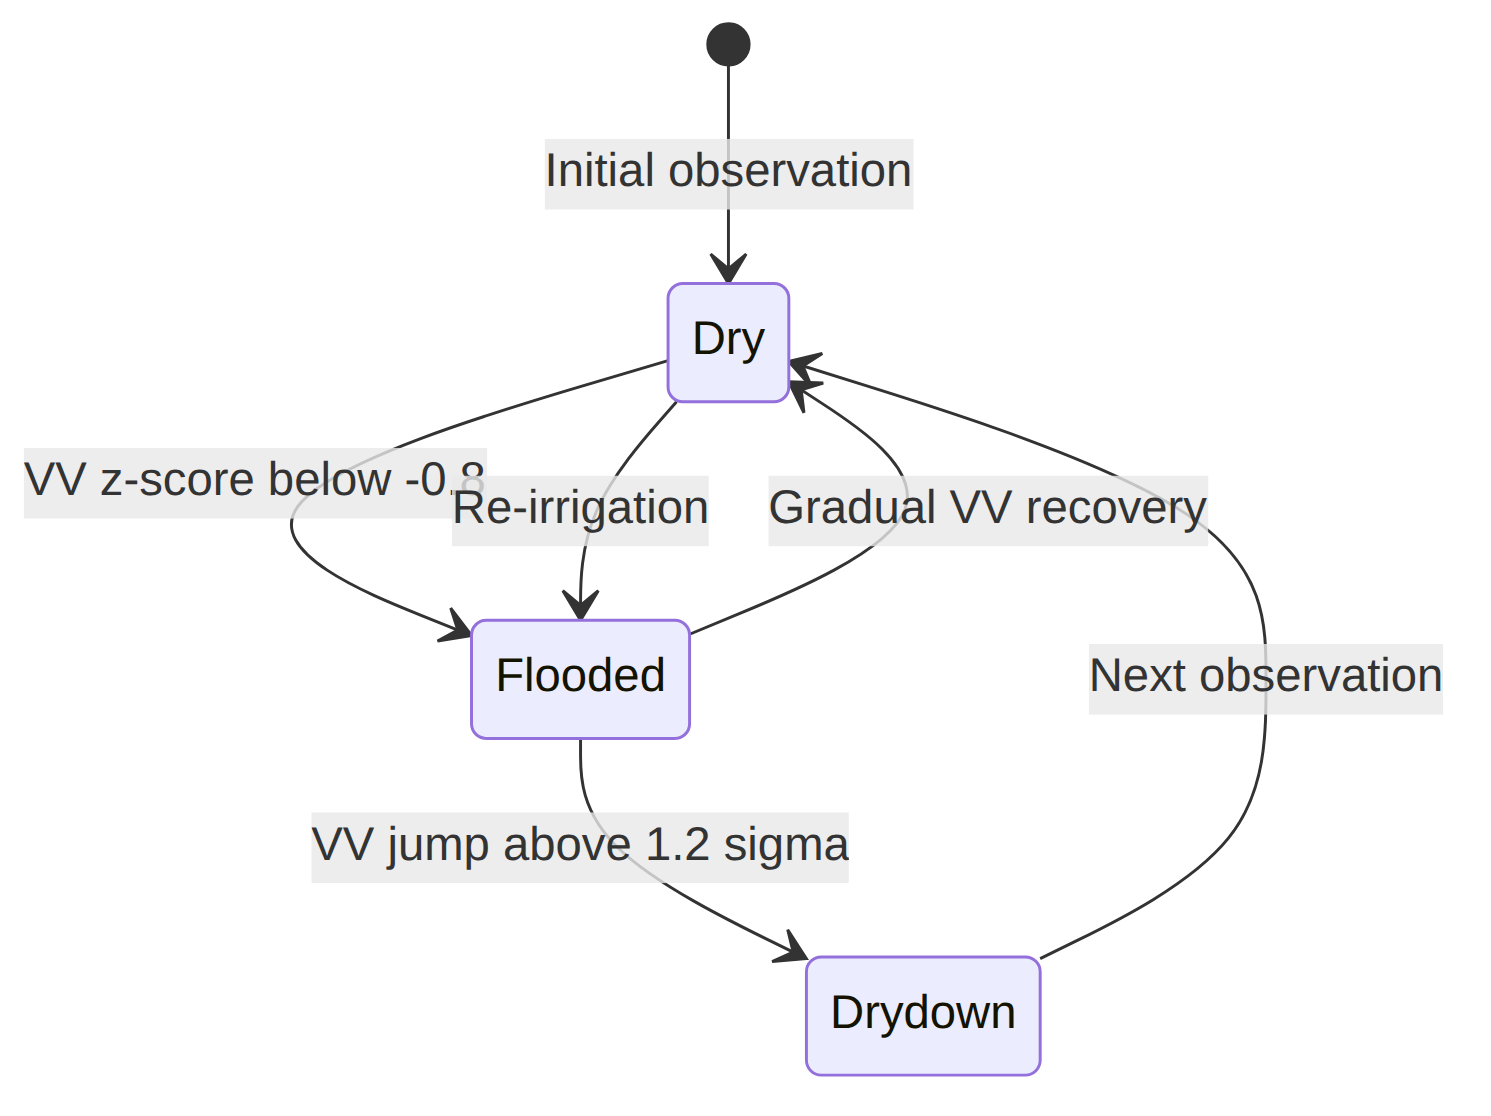 Initial observation
Dry
VV z-score below -0.8
Re-irrigation
Gradual VV recovery
Flooded
Next observation
VV jump above 1.2 sigma
Drydown